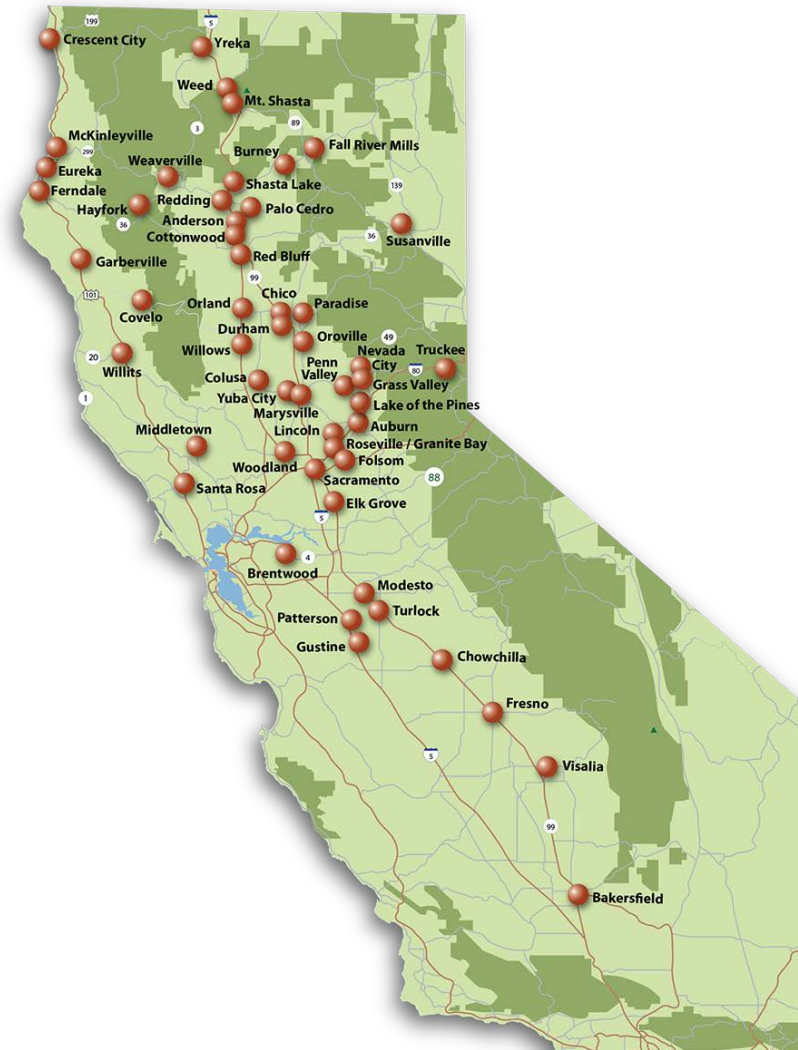 199
5
Crescent City
Yreka
Weed
Mt. Shasta
3
89
McKinleyville
299
Burney
Fall River Mills
Weaverville
Eureka
Ferndale
Shasta Lake
139
Hayfork
Redding
Palo Cedro
36
Anderson
Cottonwood
36
Susanville
Red Bluff
Garberville
99
101
Chico
Covelo
Orland
Paradise
Durham
Oroville
49
20
Willits
Willows
Nevada
City
Truckee
Penn
Valley
80
Colusa
Grass Valley
1
Yuba City
Marysville
Lake of the Pines
Middletown
Lincoln
Auburn
Roseville / Granite Bay
Woodland
Folsom
Sacramento
88
Santa Rosa
Elk Grove
5
4
Brentwood
Modesto
Turlock
Patterson
Gustine
Chowchilla
Fresno
5
Visalia
99
Bakersfield